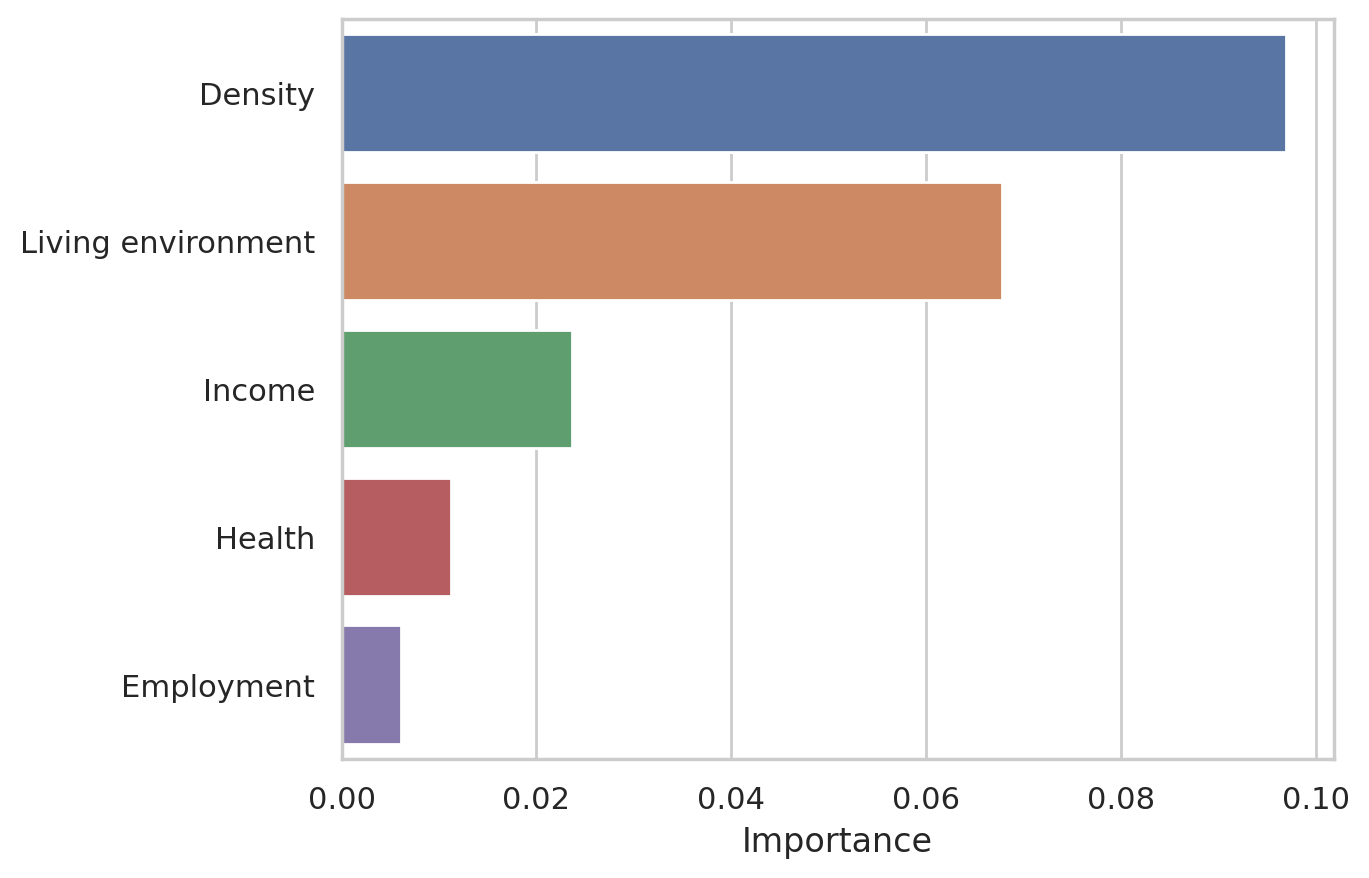 Density
Living environment
Income
Health
Employment
0.00 0.02 0.04 0.06 0.08 0.10
Importance